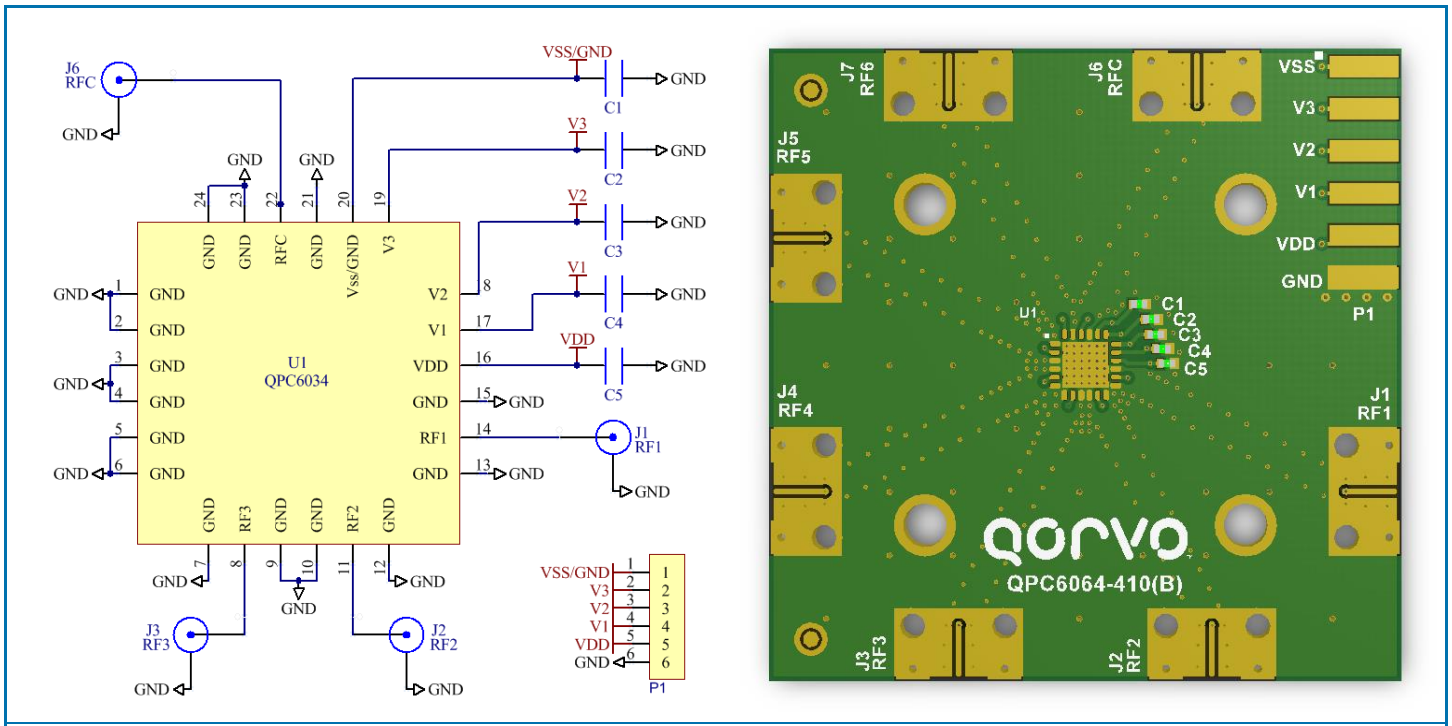 VSS/GND
J6
RFC
GND
C1
GND
V3
GND
C2
GND
GND
V2
GND
C3
24
23
22
21
20
19
GND
GND
RFC
GND
Vss/GND
V3
GND
1
GND
2
GND
3
GND
GND
4
GND
5
GND
GND
6
GND
U1
QPC6034
V2
8
V1
17
V1
GND
C4
VDD
16
VDD
GND
C5
GND
15
GND
RF1
14
J1
RF1
GND
13
GND
GND
GND
RF3
GND
GND
RF2
GND
7
8
9
10
11
12
GND
GND
GND
J3
RF3
J2
RF2
GND
GND
VSS/GND
1
1
V3
2
2
V2
3
3
V1
4
4
VDD
5
5
GND
6
6
P1
J7
RF6
J6
RFC
VSS
V3
V2
V1
VDD
GND
P1
J5
RF5
U1
C1
C2
C3
C4
C5
J4
RF4
J1
RF1
QORVO
QPC6064-410(B)
J3
RF3
J2
RF2